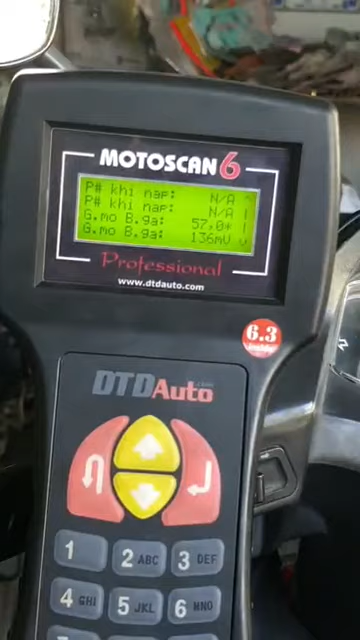 MOTOSCAN 6
P# khi nap: N/A ^
P# khi nap: N/A |
G.mo B.ga: 57,0* |
G.mo B.ga: 136mV v
Professional
www.dtdauto.com
6.3
DTDAuto.com
1 2 ABC 3 DEF
4 GHI 5 JKL 6 MNO